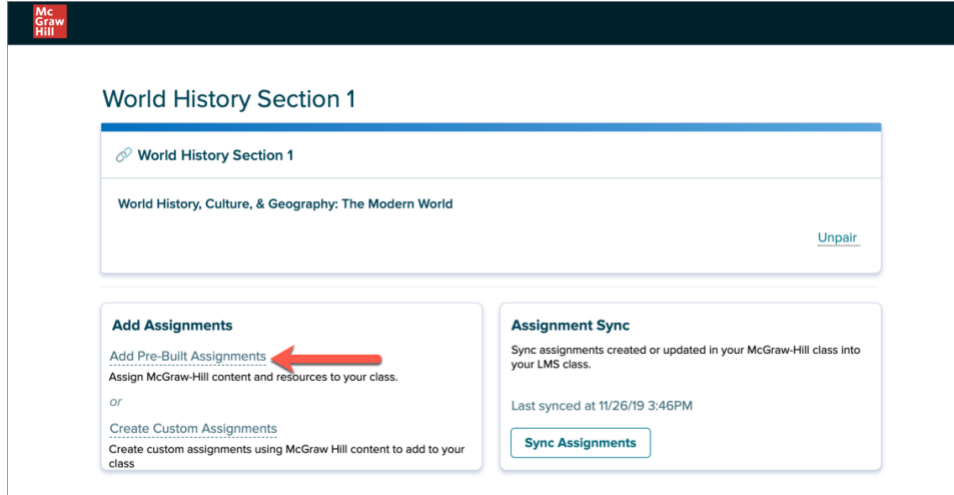 Mc
Graw
Hill
World History Section 1
World History Section 1
World History, Culture, & Geography: The Modern World
Unpair
Add Assignments
Add Pre-Built Assignments
Assign McGraw-Hill content and resources to your class.
or
Create Custom Assignments
Create custom assignments using McGraw Hill content to add to your
class
Assignment Sync
Sync assignments created or updated in your McGraw-Hill class into
your LMS class.
Last synced at 11/26/19 3:46PM
Sync Assignments